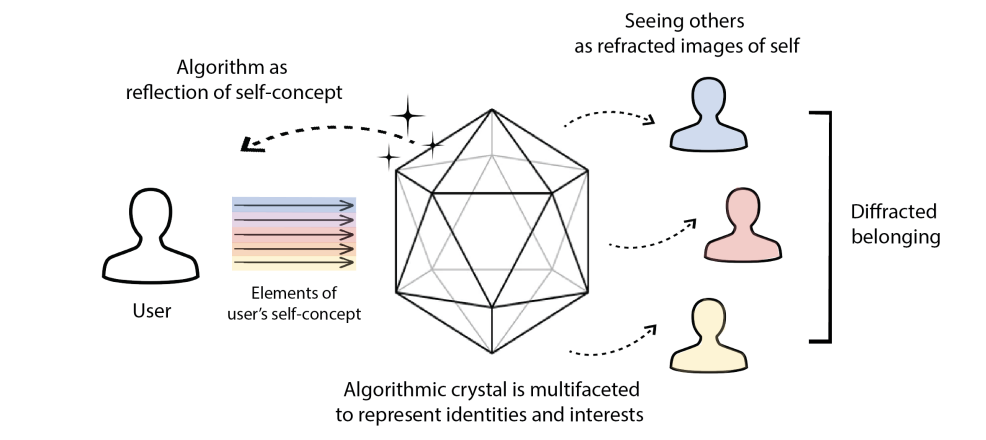 Seeing others
as refracted images of self
Algorithm as
reflection of self-concept
Diffracted
belonging
Elements of
user’s self-concept
User
Algorithmic crystal is multifaceted
to represent identities and interests